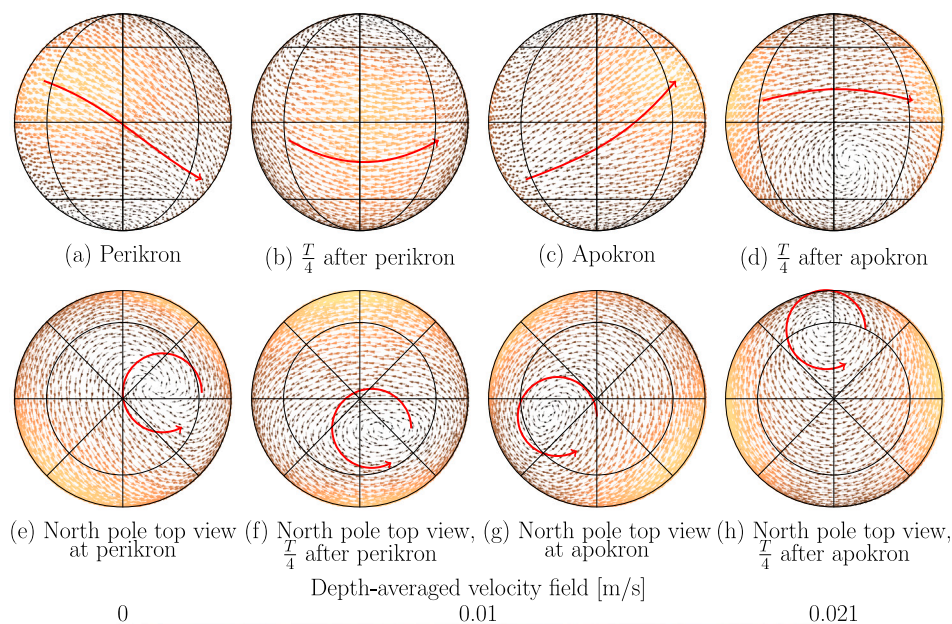 (a) Perikron
(b) T/4 after perikron
(c) Apokron
(d) T/4 after apokron
(e) North pole top view
at perikron
(f) North pole top view,
T/4 after perikron
(g) North pole top view
at apokron
(h) North pole top view,
T/4 after apokron
Depth-averaged velocity field [m/s]
0 0.01 0.021